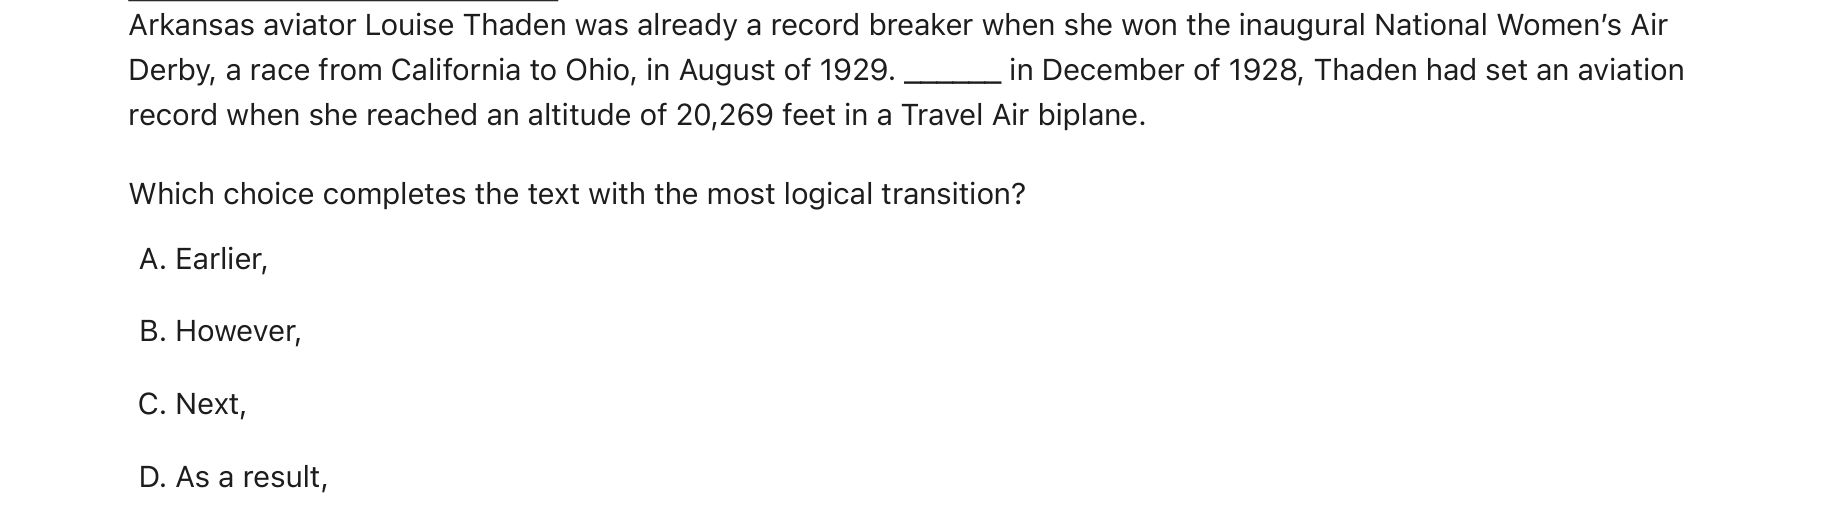 Arkansas aviator Louise Thaden was already a record breaker when she won the inaugural National Women’s Air
Derby, a race from California to Ohio, in August of 1929. ______ in December of 1928, Thaden had set an aviation
record when she reached an altitude of 20,269 feet in a Travel Air biplane.
Which choice completes the text with the most logical transition?
A. Earlier,
B. However,
C. Next,
D. As a result,